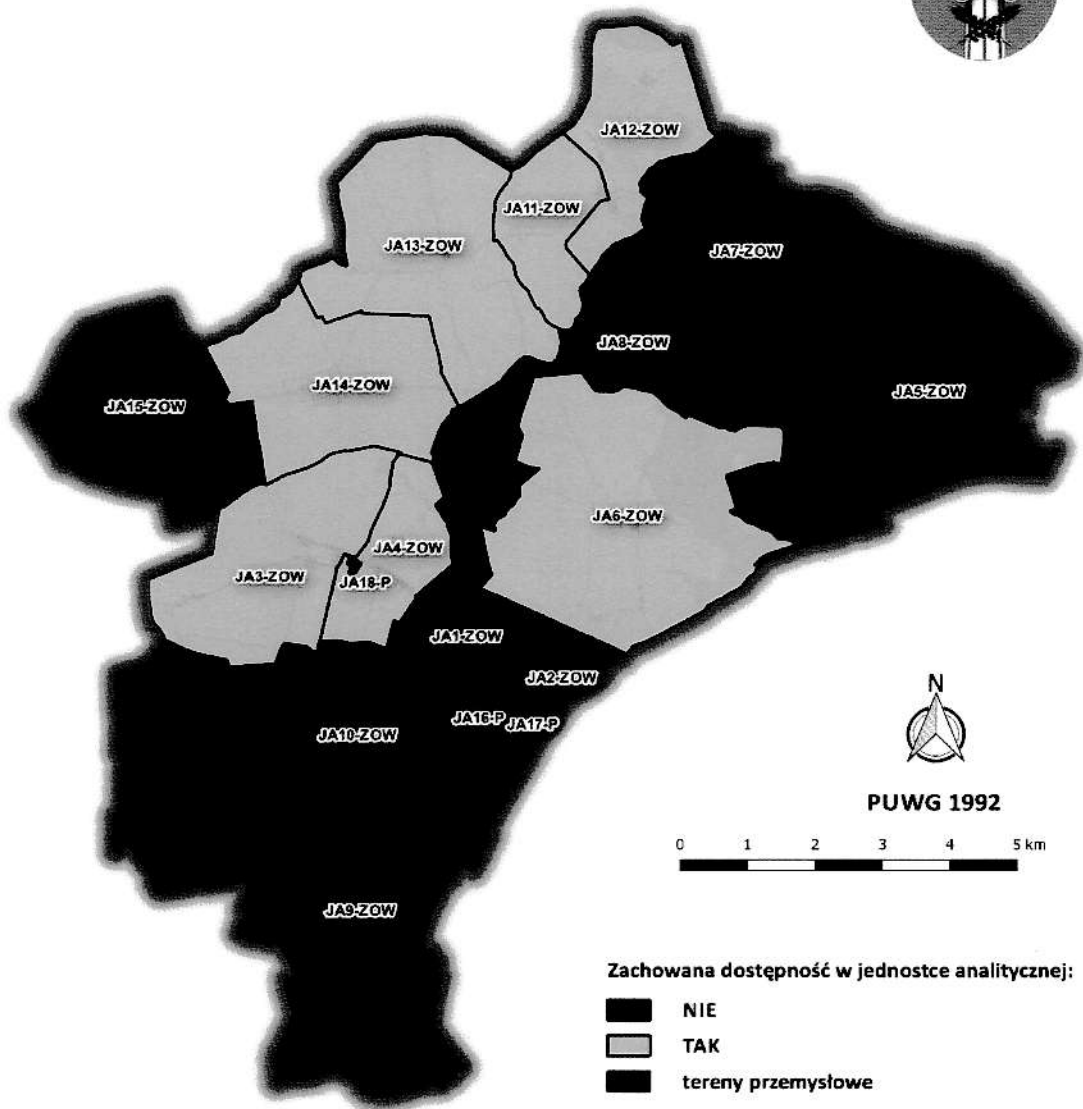 JA12-ZOW
JA11-ZOW
JA13-ZOW
JA7-ZOW
JA8-ZOW
JA14-ZOW
JA15-ZOW
JA5-ZOW
JA6-ZOW
JA4-ZOW
JA3-ZOW
JA18-P
JA1-ZOW
JA2-ZOW
JA16-P
JA17-P
JA10-ZOW
N
PUWG 1992
0 1 2 3 4 5 km
JA9-ZOW
Zachowana dostępność w jednostce analitycznej:
NIE
TAK
tereny przemysłowe